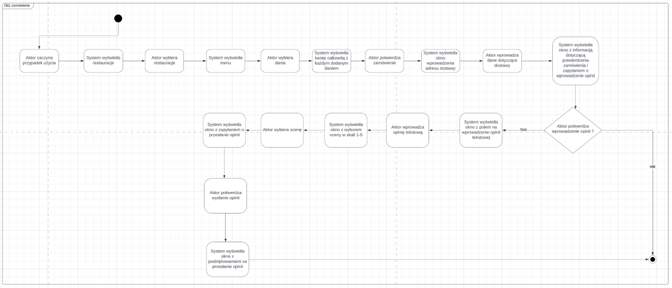 Złóż zamówienie
Aktor zaczyna
przypadek użycia
System wyświetla
restauracje
Aktor wybiera
restaurację
System wyświetla
menu
Aktor wybiera
dania
System wyświetla
kwotę całkowitą z
każdym dodanym
daniem
Aktor potwierdza
zamówienie
System wyświetla
okno
wprowadzenia
adresu dostawy
Aktor wprowadza
dane dotyczące
dostawy
System wyświetla
okno z informacją
dotyczącą
potwierdzenia
zamówienia i
zapytaniem o
wprowadzenie opinii
Aktor potwierdza
wprowadzenie opinii ?
TAK
NIE
System wyświetla
okno z polem na
wprowadzenie opinii
tekstowej
Aktor wprowadza
opinię tekstową
System wyświetla
okno z wyborem
oceny w skali 1-5
Aktor wybiera ocenę
System wyświetla
okno z zapytaniem o
przesłanie opinii
Aktor potwierdza
wysłanie opinii
System wyświetla
okno z
podziękowaniami za
przesłanie opinii